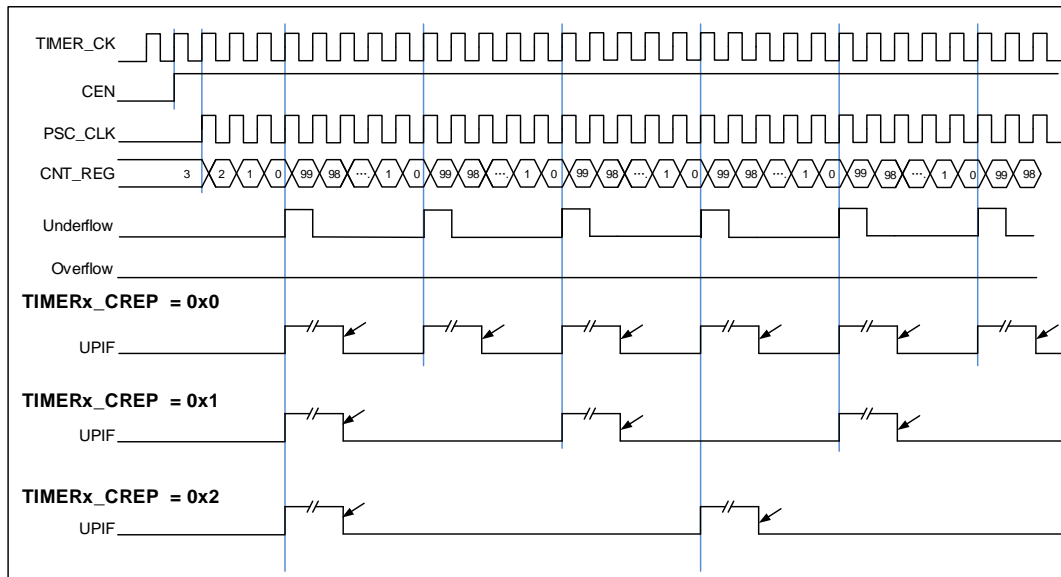 TIMER_CK
CEN
PSC_CLK
CNT_REG 3 2 1 0 99 98 .... 1 0 99 98 .... 1 0 99 98 .... 1 0 99 98 .... 1 0 99 98 .... 1 0 99 98
Underflow
Overflow
TIMERx_CREP = 0x0
UPIF
TIMERx_CREP = 0x1
UPIF
TIMERx_CREP = 0x2
UPIF